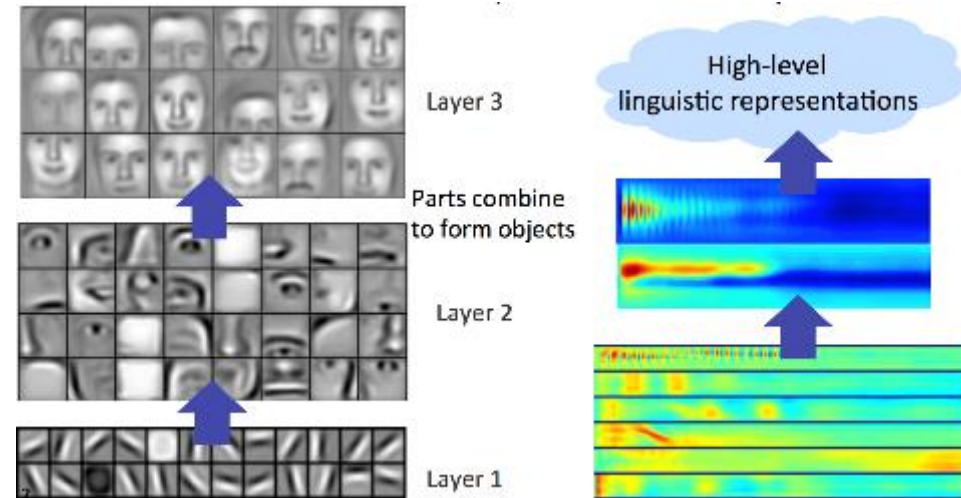 Layer 3
Parts combine
to form objects
Layer 2
Layer 1
High-level
linguistic representations